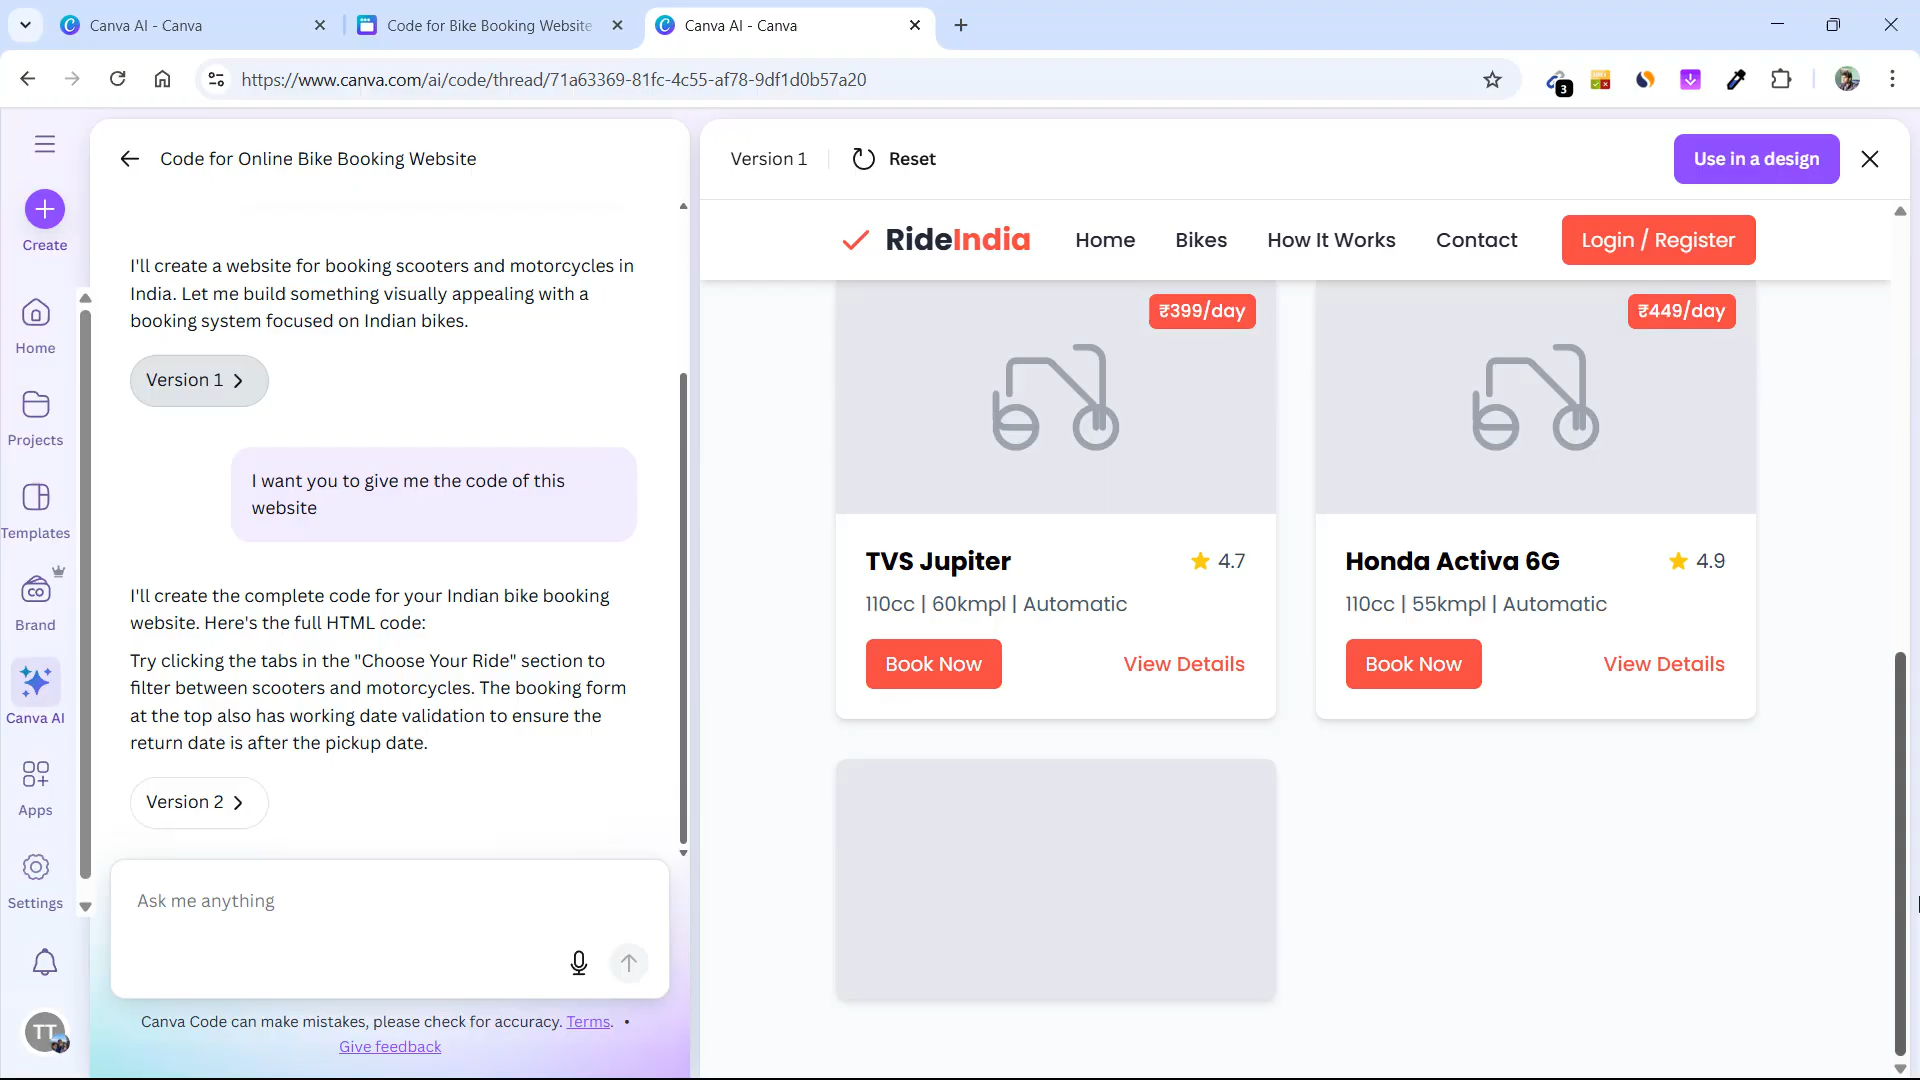 Canva AI - Canva
Code for Bike Booking Website
Canva AI - Canva
https://www.canva.com/ai/code/thread/71a63369-81fc-4c55-af78-9df1d0b57a20
3
Create
Home
Projects
Templates
Brand
Canva AI
Apps
Settings
TT
Code for Online Bike Booking Website
I'll create a website for booking scooters and motorcycles in
India. Let me build something visually appealing with a
booking system focused on Indian bikes.
Version 1
I want you to give me the code of this
website
I'll create the complete code for your Indian bike booking
website. Here's the full HTML code:
Try clicking the tabs in the "Choose Your Ride" section to
filter between scooters and motorcycles. The booking form
at the top also has working date validation to ensure the
return date is after the pickup date.
Version 2
Ask me anything
Canva Code can make mistakes, please check for accuracy. Terms. •
Give feedback
Version 1
Reset
Use in a design
RideIndia
Home
Bikes
How It Works
Contact
Login / Register
₹399/day
TVS Jupiter
4.7
110cc | 60kmpl | Automatic
Book Now
View Details
₹449/day
Honda Activa 6G
4.9
110cc | 55kmpl | Automatic
Book Now
View Details